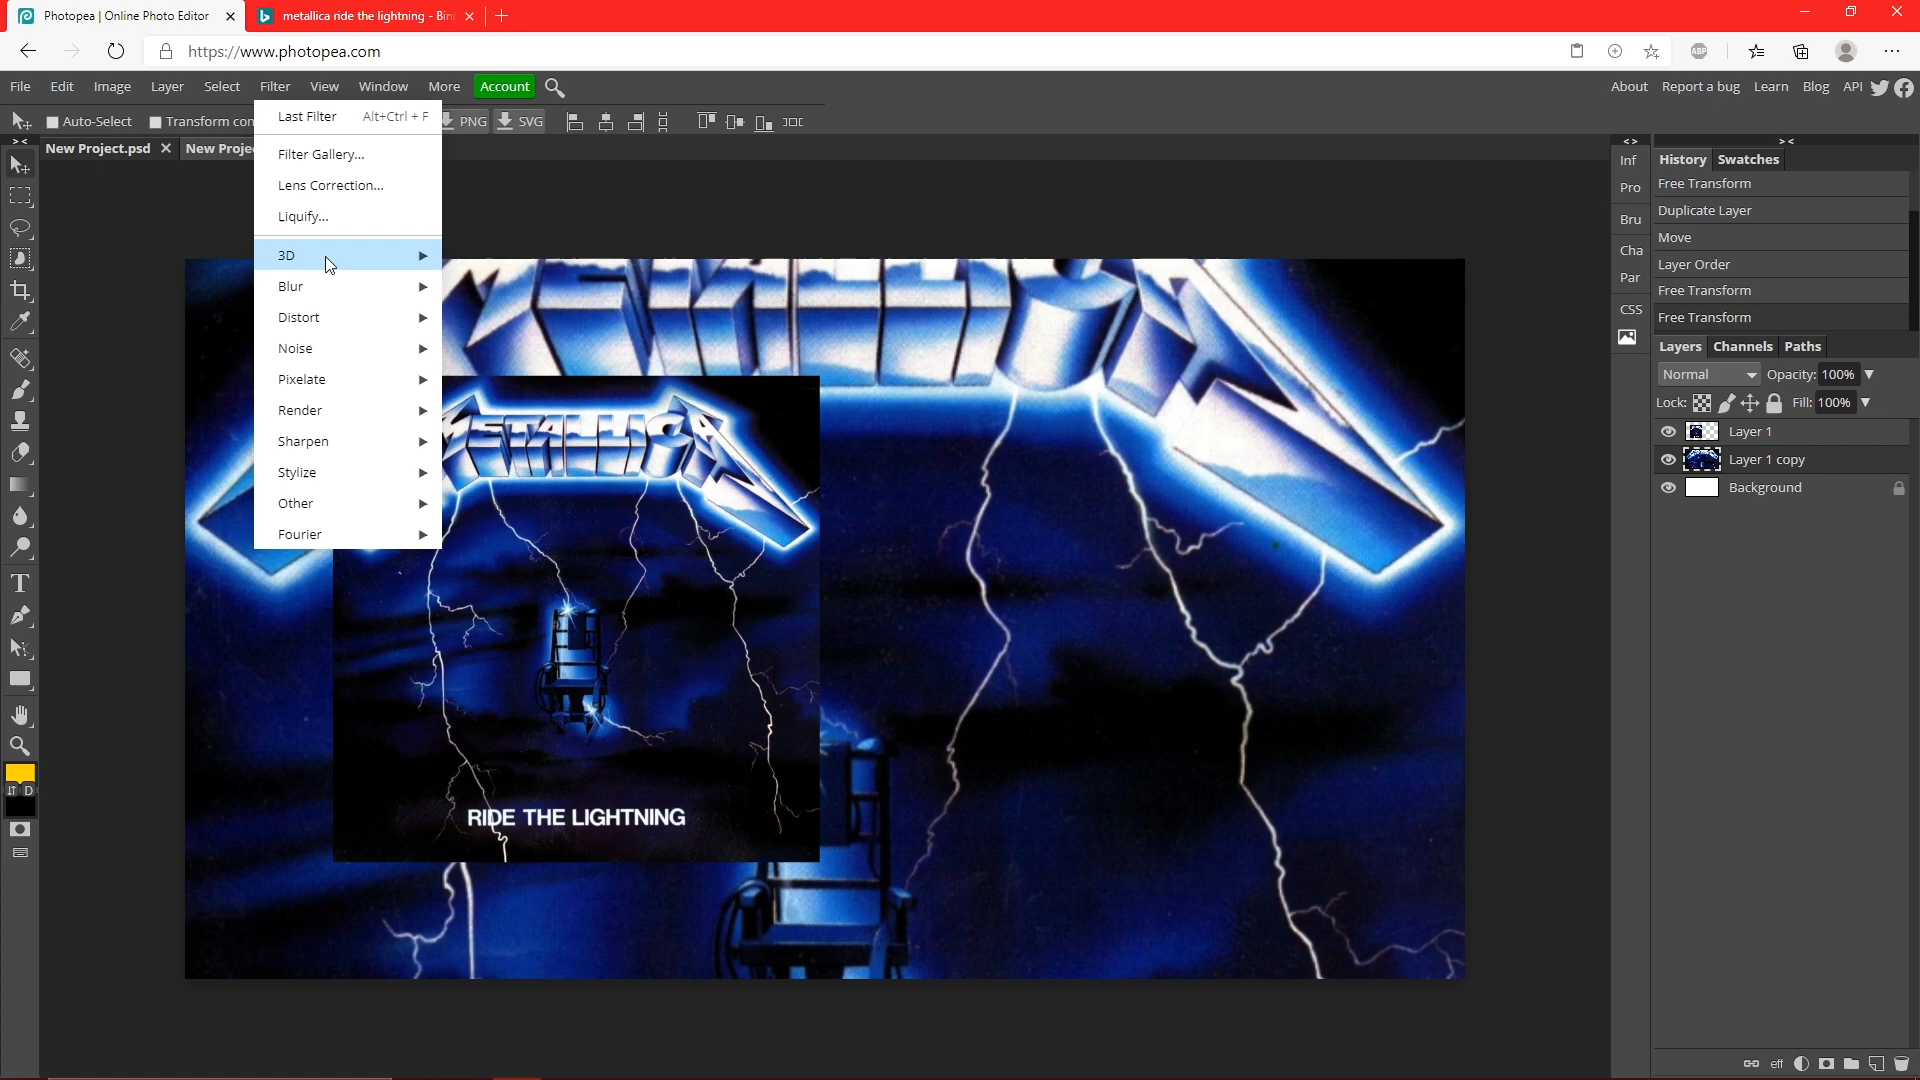 Photopea | Online Photo Editor
metallica ride the lightning - Bin
https://www.photopea.com
ABP
File Edit Image Layer Select Filter View Window More Account
About Report a bug Learn Blog API
Auto-Select Transform con PNG SVG
New Project.psd New Proje
Last Filter Alt+Ctrl + F
Filter Gallery...
Lens Correction...
Liquify...
3D
Blur
Distort
Noise
Pixelate
Render
Sharpen
Stylize
Other
Fourier
METALLICA
METALLICA
RIDE THE LIGHTNING
T
D
Inf
Pro
Bru
Cha
Par
CSS
History Swatches
Free Transform
Duplicate Layer
Move
Layer Order
Free Transform
Free Transform
Layers Channels Paths
Normal Opacity: 100%
Lock: Fill: 100%
Layer 1
Layer 1 copy
Background
eff